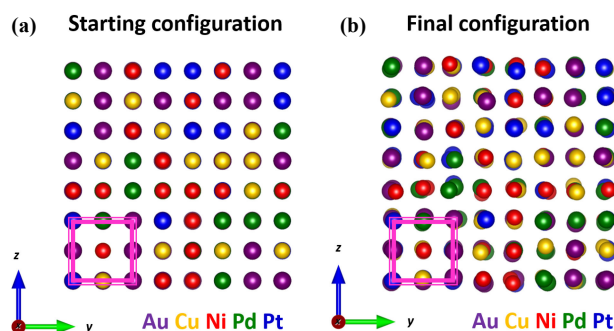 (a) Starting configuration
(b) Final configuration
z
y
Au Cu Ni Pd Pt
z
y
Au Cu Ni Pd Pt